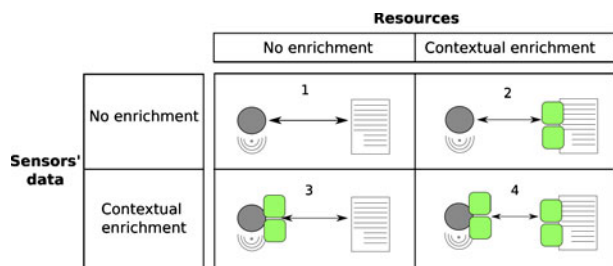 Resources
No enrichment
Contextual enrichment
No enrichment
1
2
Sensors'
data
Contextual
enrichment
3
4